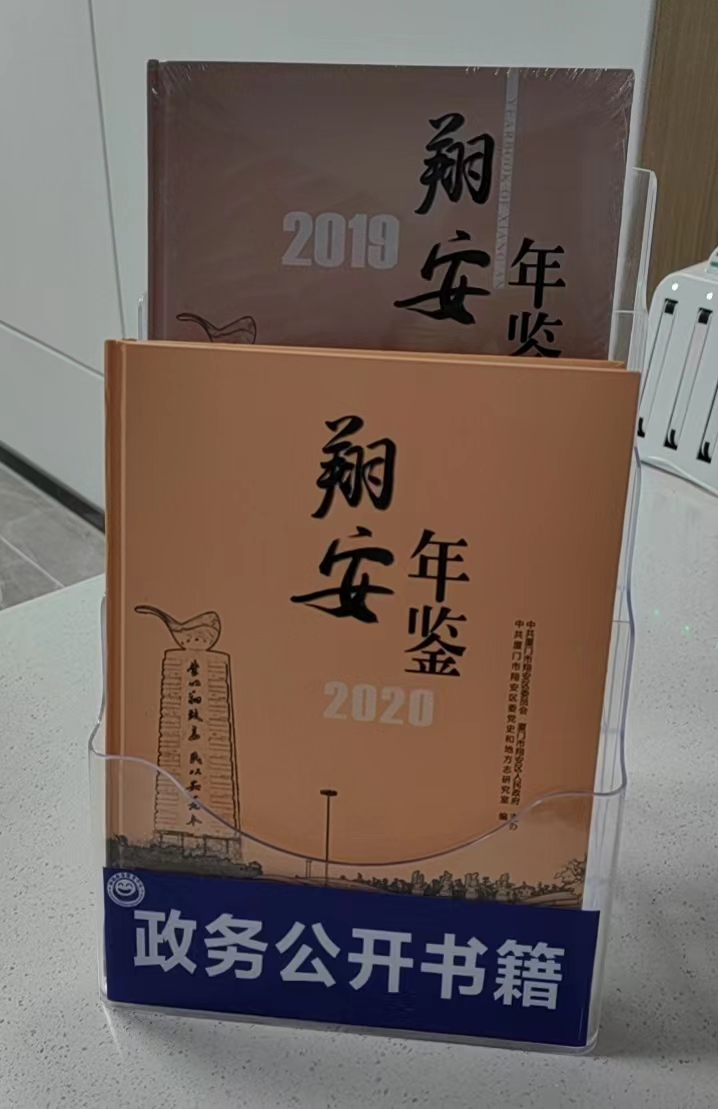 YEARBOOK OF XIANGAN
翔安
2019
年鉴
翔安
年鉴
2020
中共厦门市翔安区委员会 厦门市翔安区人民政府 主办
中共厦门市翔安区委党史和地方志研究室 编
政务公开书籍